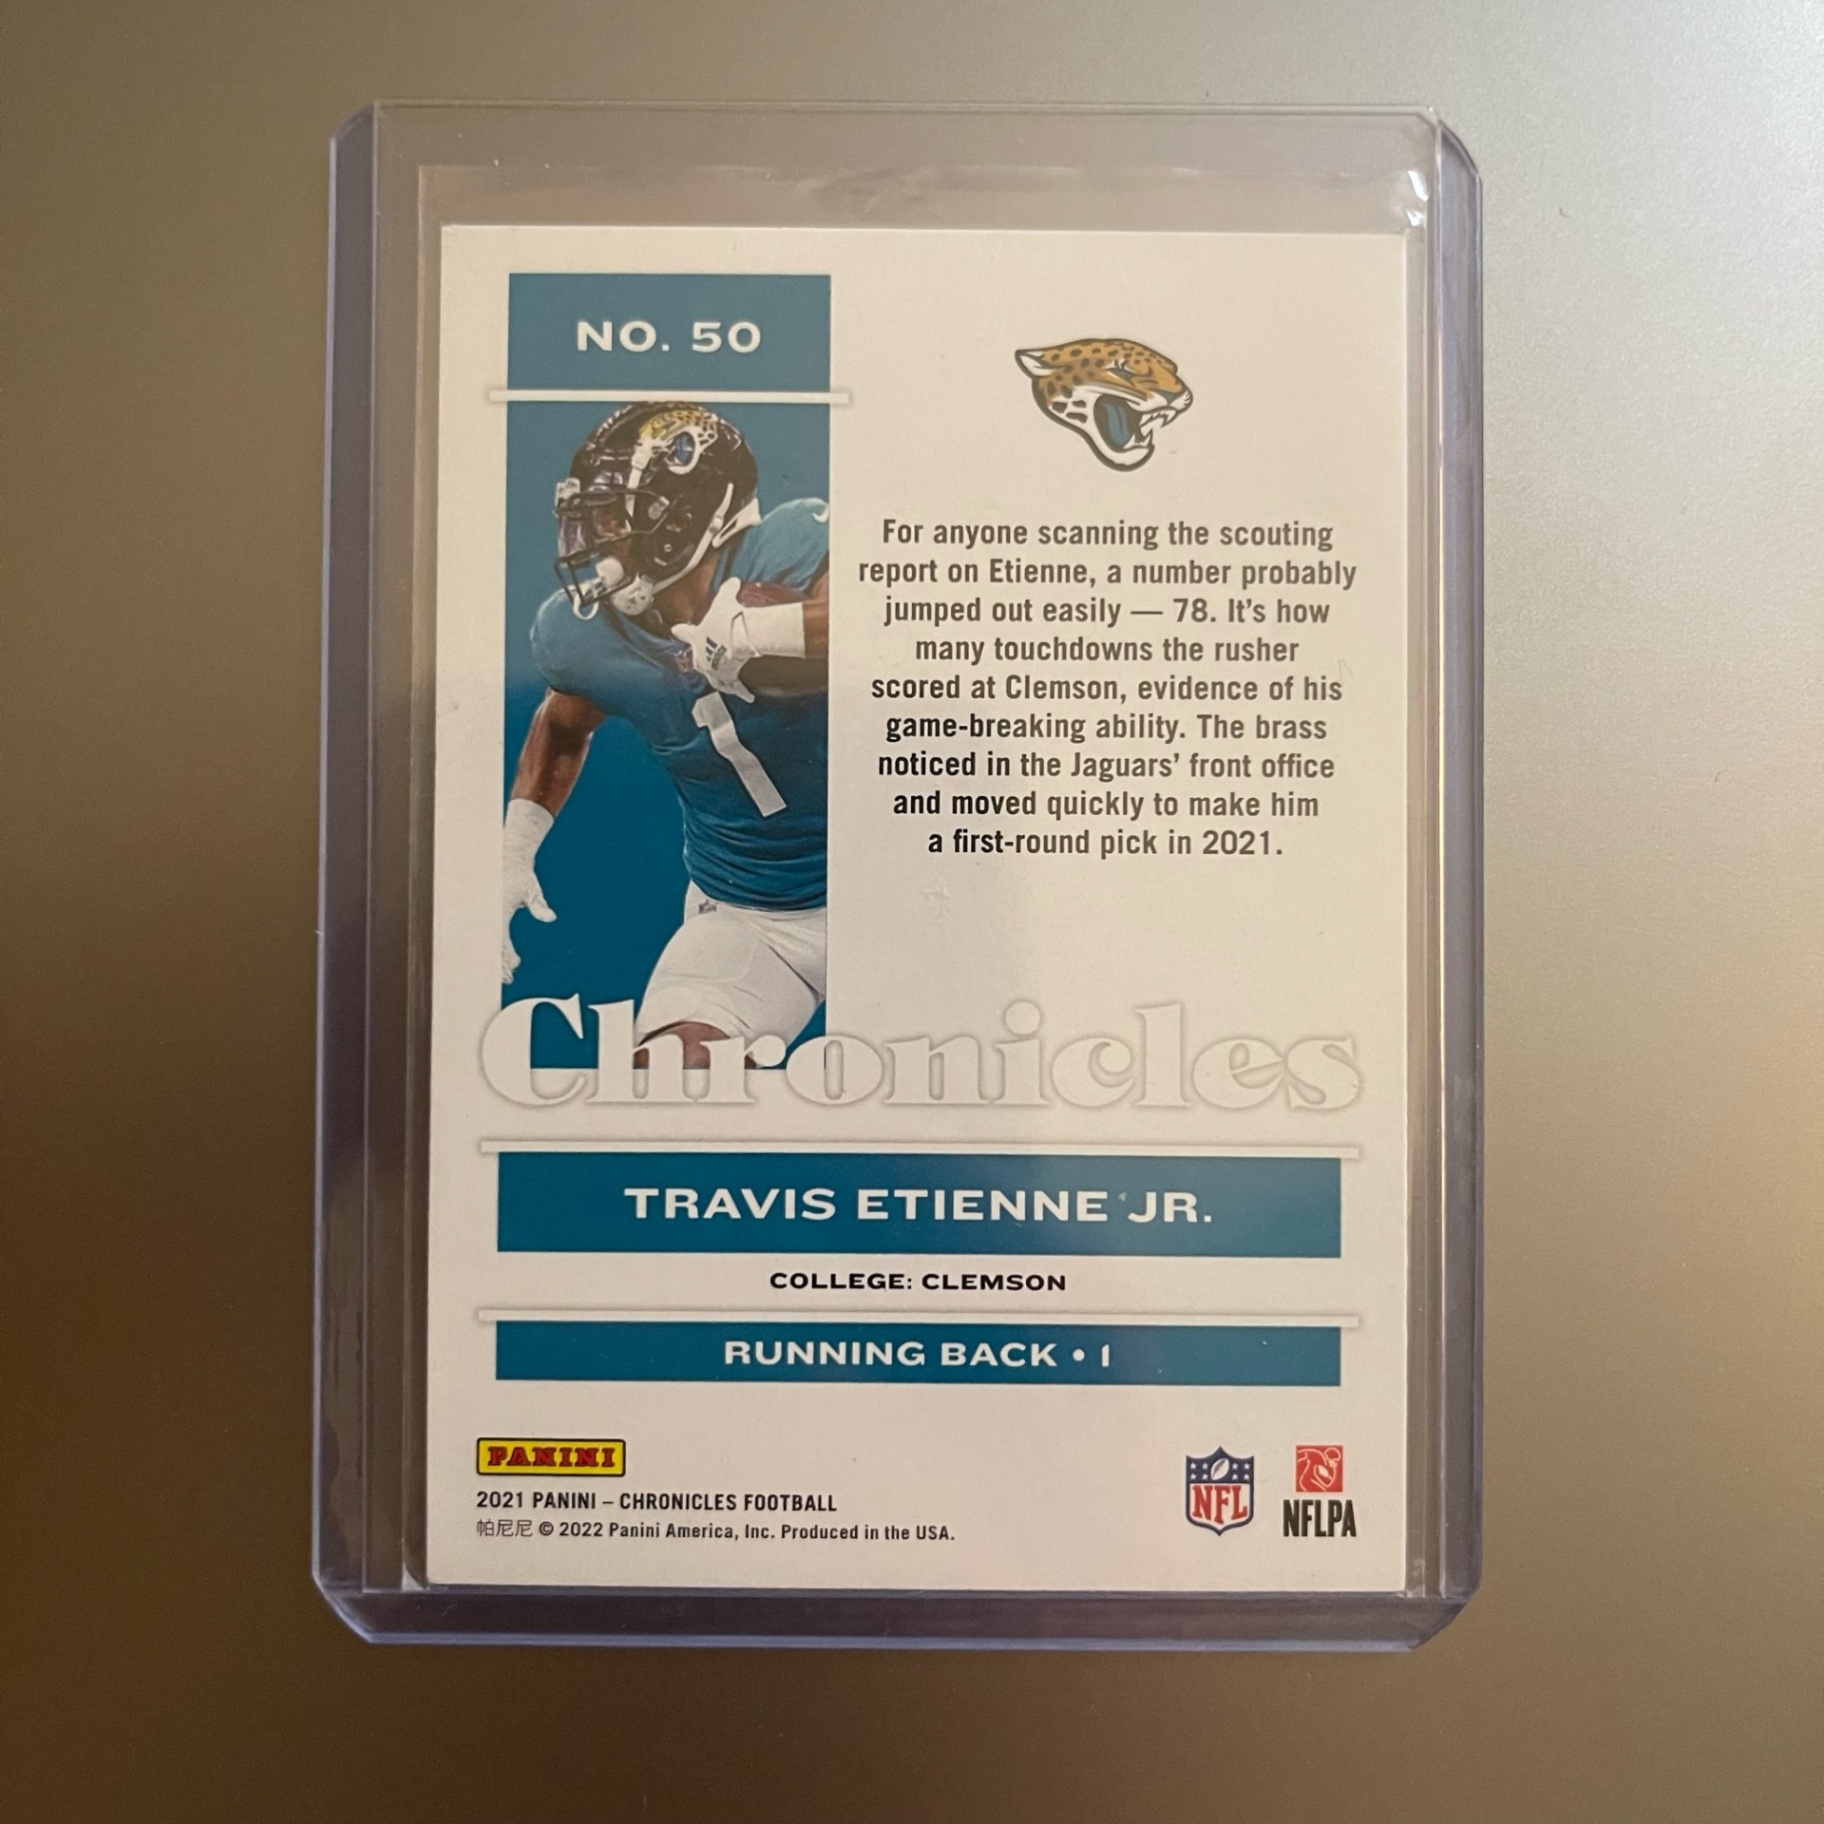 NO. 50
1
For anyone scanning the scouting
report on Etienne, a number probably
jumped out easily — 78. It's how
many touchdowns the rusher
scored at Clemson, evidence of his
game-breaking ability. The brass
noticed in the Jaguars' front office
and moved quickly to make him
a first-round pick in 2021.
Chronicles
TRAVIS ETIENNE JR.
COLLEGE: CLEMSON
RUNNING BACK • 1
PANINI
2021 PANINI – CHRONICLES FOOTBALL
帕尼尼 © 2022 Panini America, Inc. Produced in the USA.
NFL
NFLPA